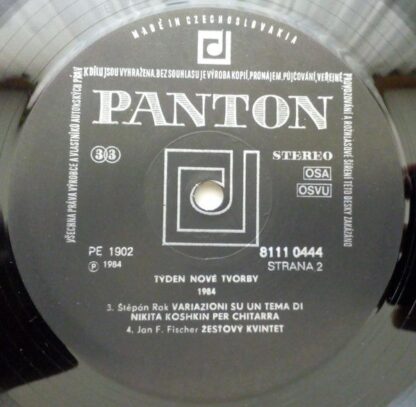 MADE IN CZECHOSLOVAKIA
VŠECHNA PRÁVA VÝROBCE A VLASTNÍKŮ AUTORSKÝCH PRÁV K DÍLU JSOU VYHRAŽENA. BEZ SOUHLASU JE VÝROBA KOPIÍ, PRONÁJEM, PŮJČOVÁNÍ, VEŘEJNÉ PROVOZOVÁNÍ A ROZHLASOVÉ ŠÍŘENÍ TÉTO DESKY ZAKÁZÁNO
PANTON
33
STEREO
OSA
OSVU
PE 1902
8111 0444
Ⓟ 1984
STRANA 2
TÝDEN NOVÉ TVORBY
1984
3. Štěpán Rak VARIAZIONI SU UN TEMA DI
NIKITA KOSHKIN PER CHITARRA
4. Jan F. Fischer ŽESŤOVÝ KVINTET